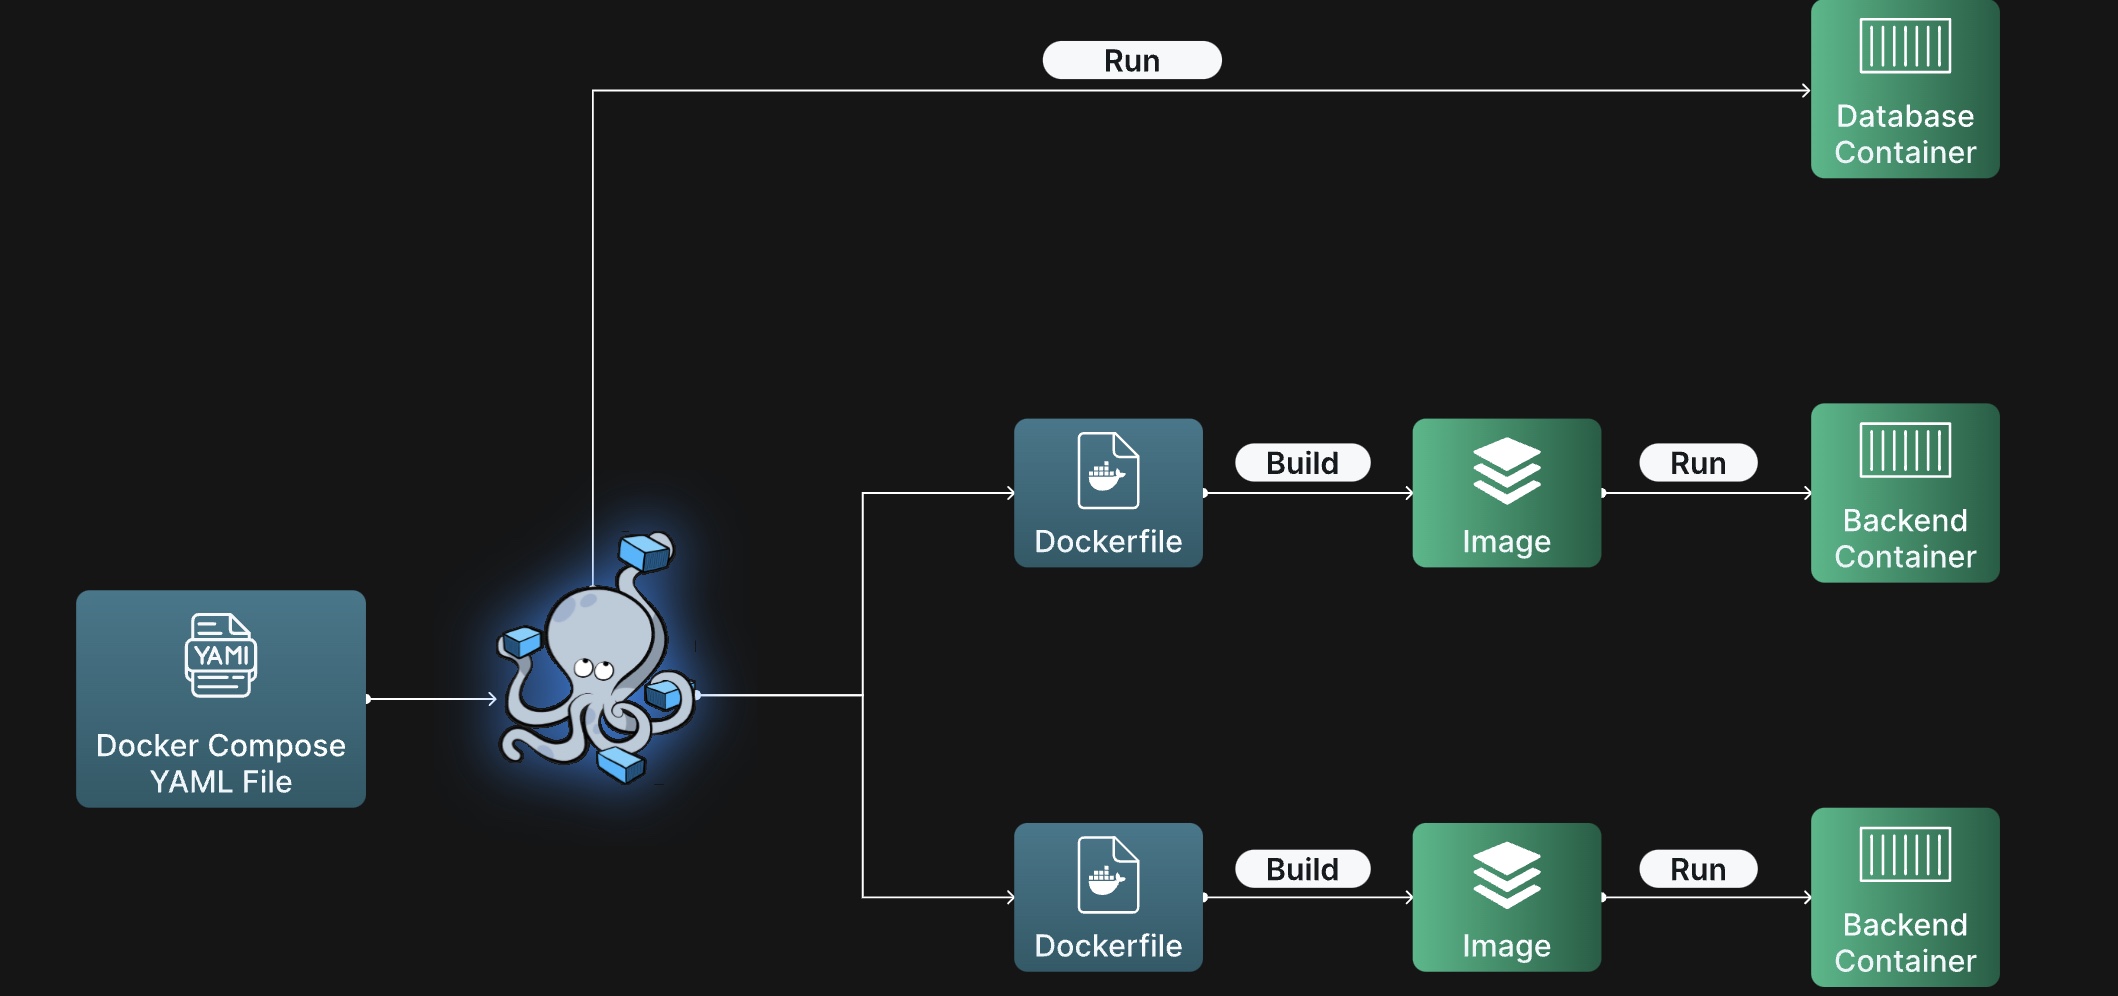 Run
Database
Container
Dockerfile
Build
Image
Run
Backend
Container
YAMl
Docker Compose
YAML File
Dockerfile
Build
Image
Run
Backend
Container